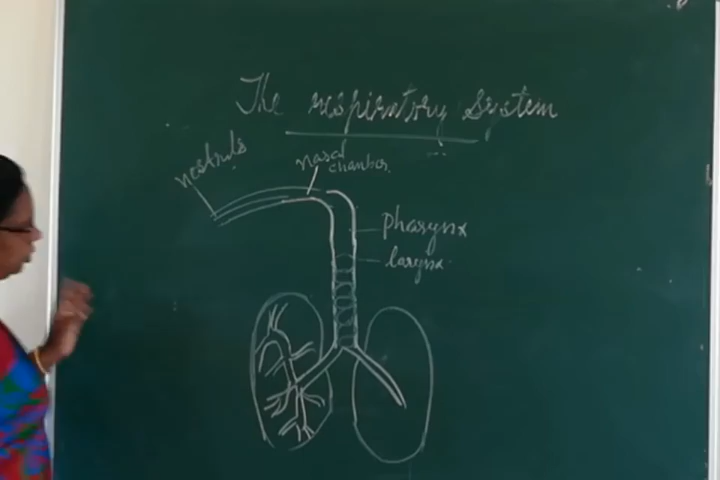 The respiratory System
nostrils
nasal
chamber.
pharynx
larynx